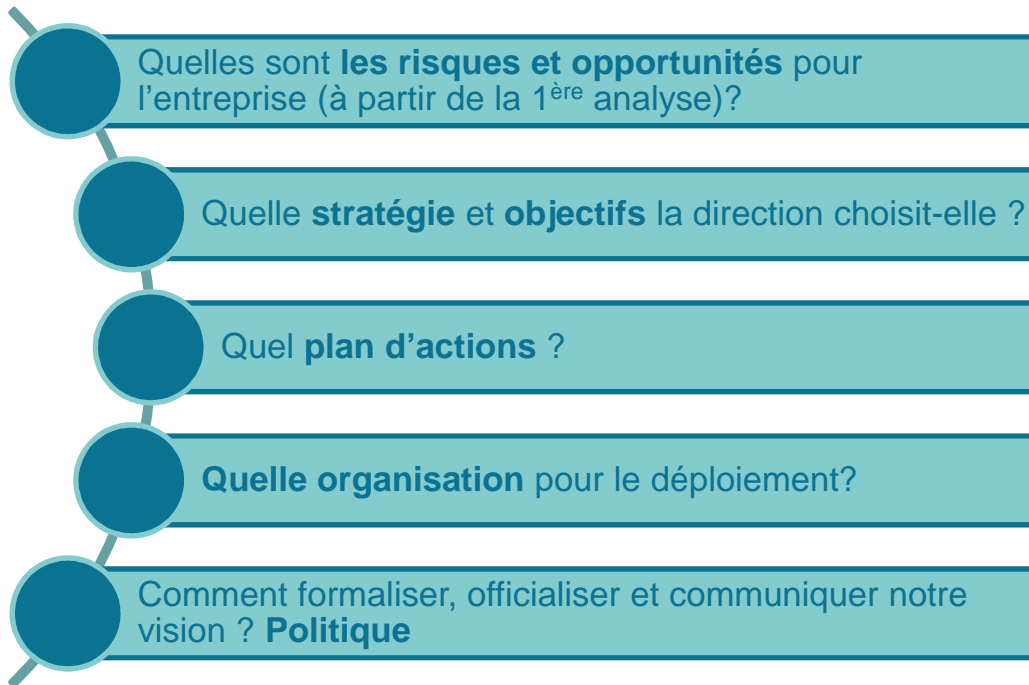 Quelles sont les risques et opportunités pour
l’entreprise (à partir de la 1ère analyse)?
Quelle stratégie et objectifs la direction choisit-elle ?
Quel plan d’actions ?
Quelle organisation pour le déploiement?
Comment formaliser, officialiser et communiquer notre
vision ? Politique